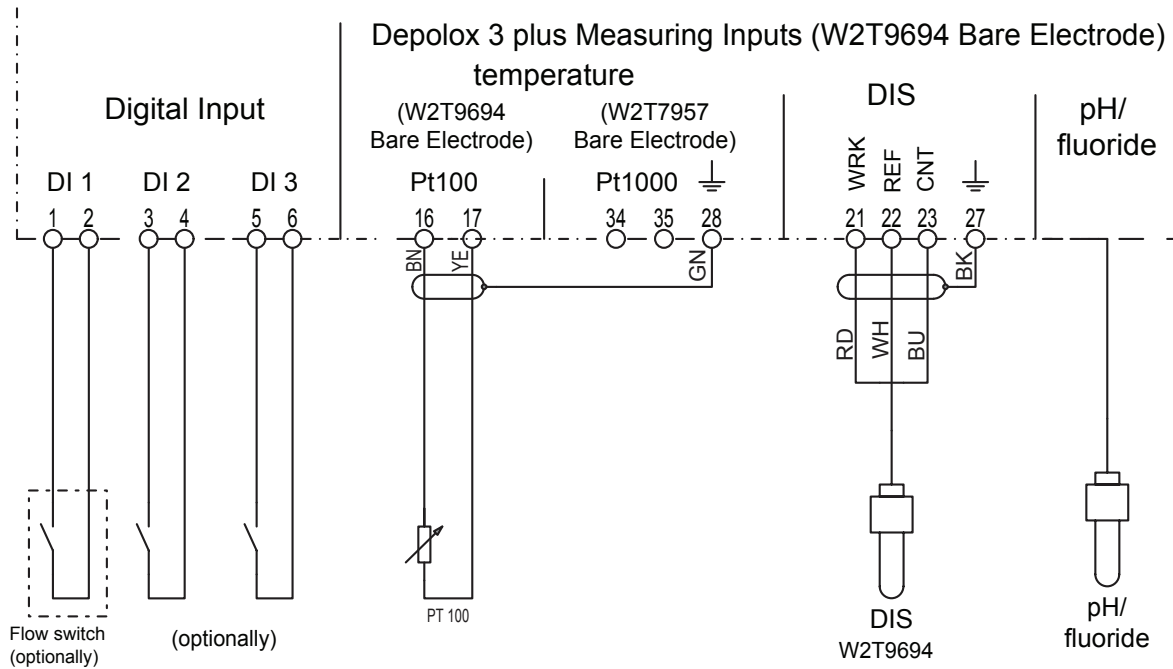 Depolox 3 plus Measuring Inputs (W2T9694 Bare Electrode)
temperature
Digital Input
(W2T9694
Bare Electrode)
(W2T7957
Bare Electrode)
DIS
pH/
fluoride
DI 1
DI 2
DI 3
Pt100
Pt1000
WRK
REF
CNT
1 2 3 4 5 6 16 17 34 35 28 21 22 23 27
BN
YE
GN
BK
RD
WH
BU
PT 100
Flow switch
(optionally)
(optionally)
DIS
W2T9694
pH/
fluoride